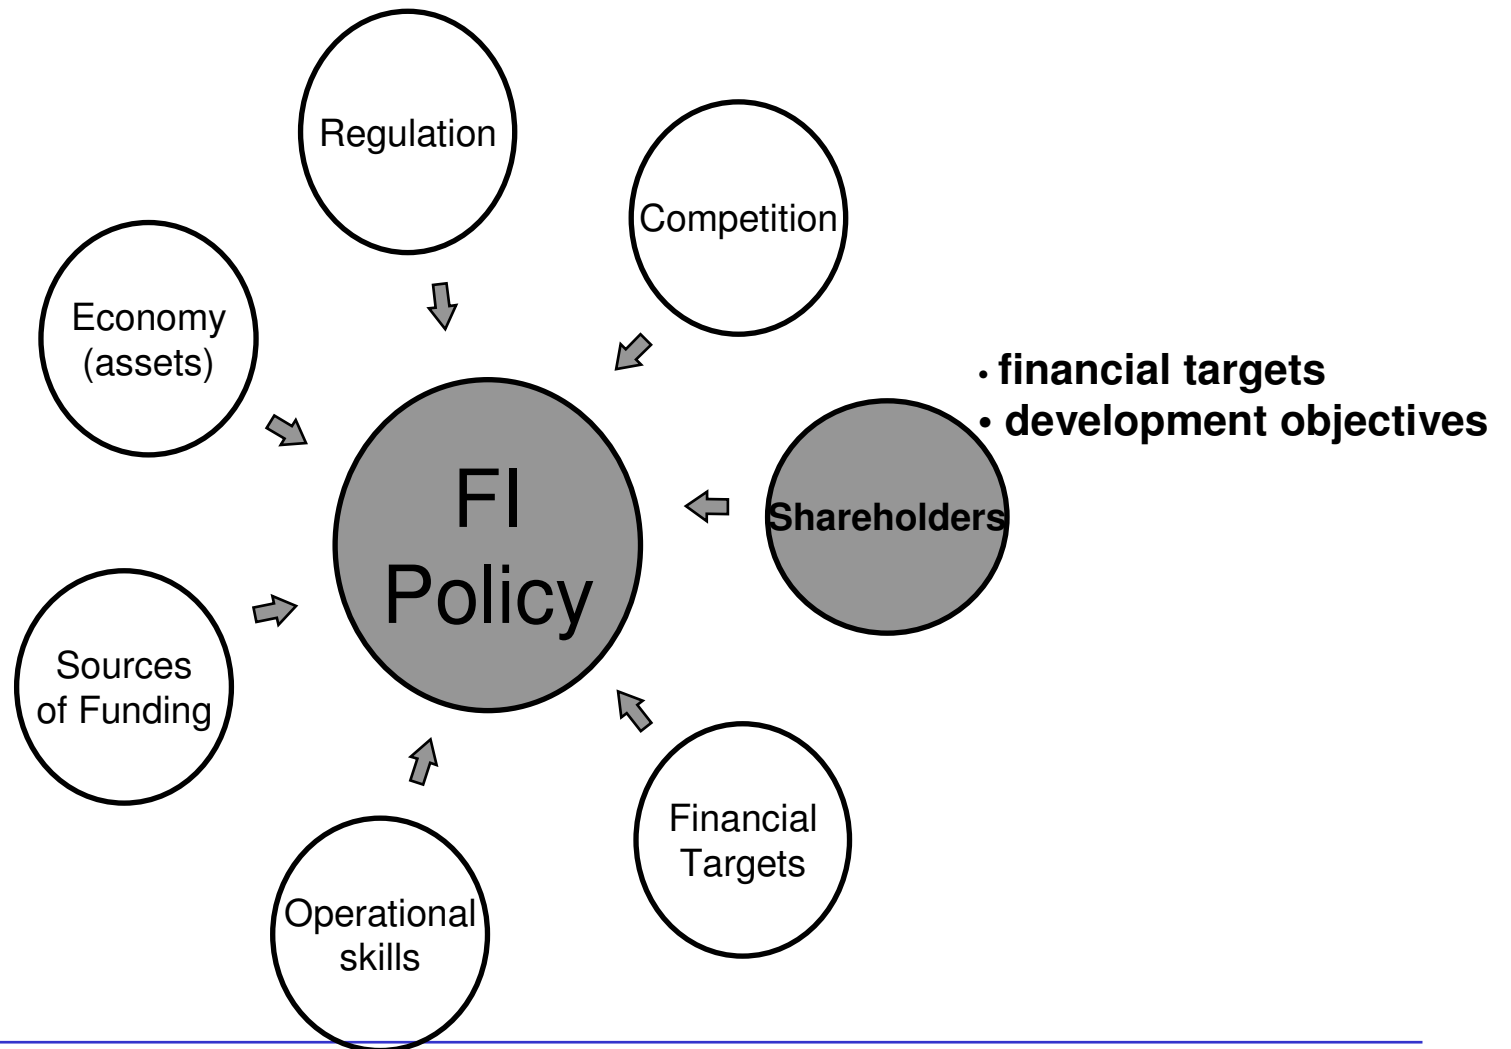 Regulation
Competition
Economy
(assets)
• financial targets
• development objectives
FI
Policy
Shareholders
Sources
of Funding
Financial
Targets
Operational
skills